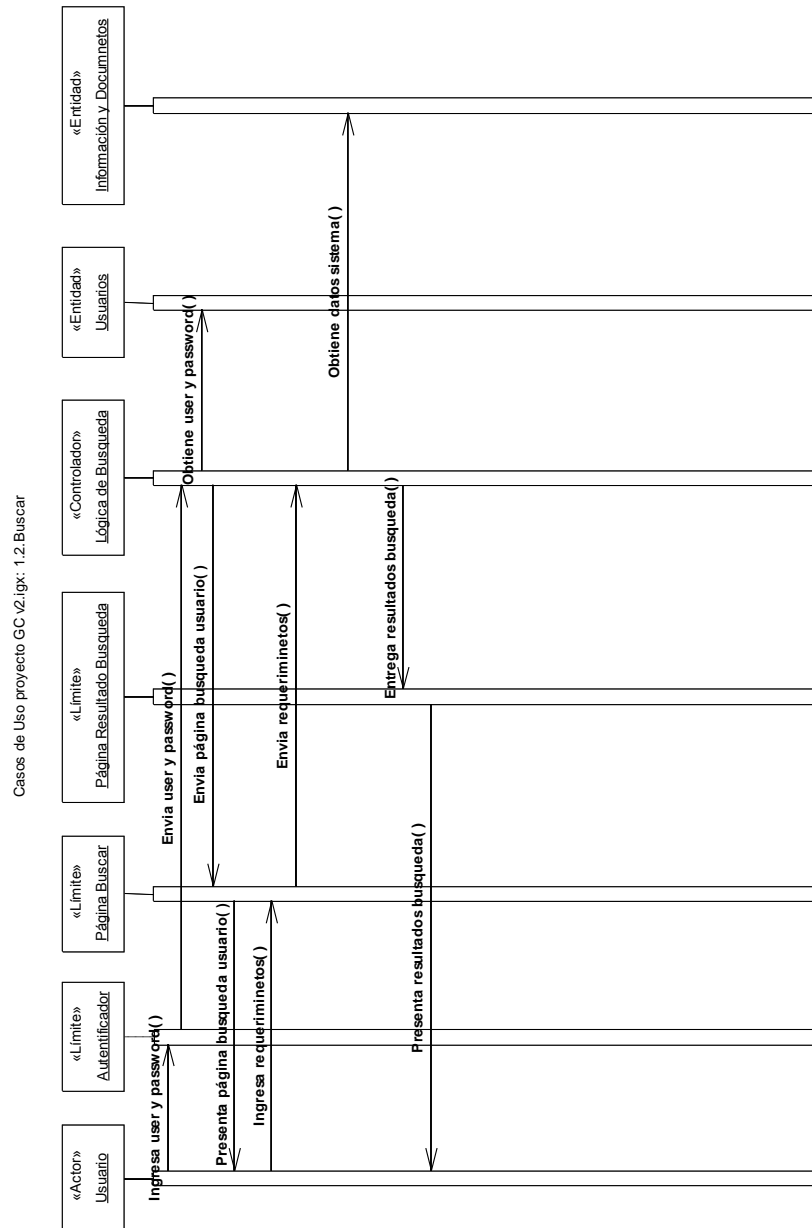 Casos de Uso proyecto GC v2.igx: 1.2.Buscar
«Actor»
Usuario
«Límite»
Autentificador
«Límite»
Página Buscar
«Límite»
Página Resultado Busqueda
«Controlador»
Lógica de Busqueda
«Entidad»
Usuarios
«Entidad»
Información y Documnetos
Ingresa user y password( )
Envia user y password( )
Obtiene user y password( )
Envia página busqueda usuario( )
Presenta página busqueda usuario( )
Ingresa requeriminetos( )
Envia requeriminetos( )
Obtiene datos sistema( )
Entrega resultados busqueda( )
Presenta resultados busqueda( )